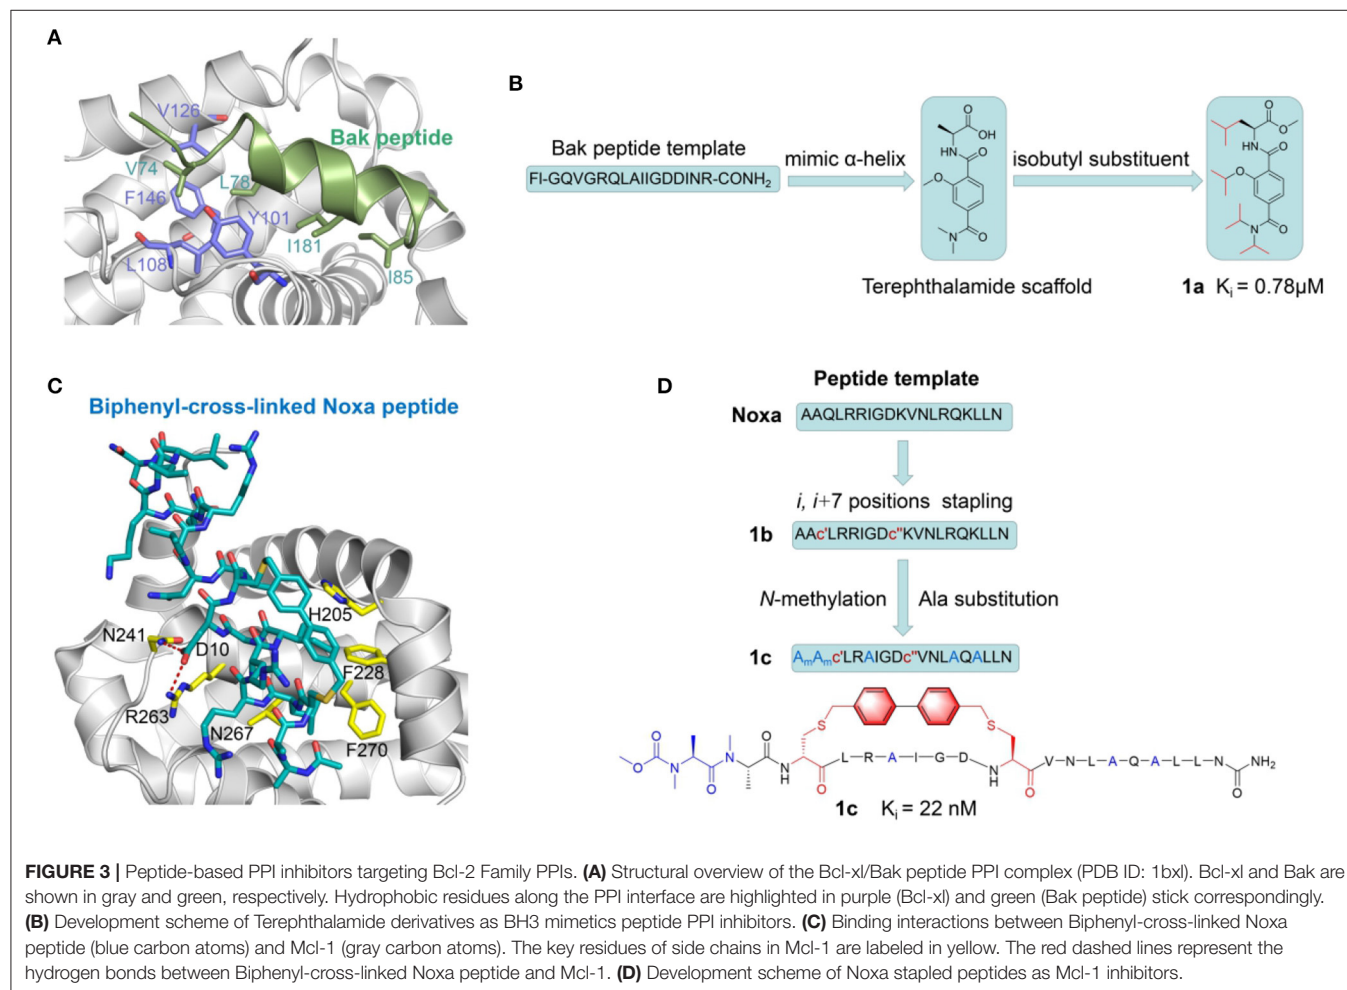 A
V126
Bak peptide
V74
L78
F146
Y101
I181
L108
I85
B
Bak peptide template
FI-GQVGRQLAIIGDDINR-CONH2
mimic α-helix
O
OH
HN
O
O
N
O
Terephthalamide scaffold
isobutyl substituent
O
O
HN
O
O
N
O
1a Ki = 0.78µM
C
Biphenyl-cross-linked Noxa peptide
H205
N241
D10
F228
R263
N267
F270
D
Peptide template
Noxa AAQLRRIGDKVNLRQKLLN
i, i+7 positions stapling
1b AAc'LRRIGDc"KVNLRQKLLN
N-methylation Ala substitution
1c AmAmc'LRAIGDc"VNLAQALLN
S S
O O O
O N N N H L–R–A–I–G–D–N H V–N–L–A–Q–A–L–L–N NH2
O O O O
1c Ki = 22 nM
FIGURE 3 | Peptide-based PPI inhibitors targeting Bcl-2 Family PPIs. (A) Structural overview of the Bcl-xl/Bak peptide PPI complex (PDB ID: 1bxl). Bcl-xl and Bak are
shown in gray and green, respectively. Hydrophobic residues along the PPI interface are highlighted in purple (Bcl-xl) and green (Bak peptide) stick correspondingly.
(B) Development scheme of Terephthalamide derivatives as BH3 mimetics peptide PPI inhibitors. (C) Binding interactions between Biphenyl-cross-linked Noxa
peptide (blue carbon atoms) and Mcl-1 (gray carbon atoms). The key residues of side chains in Mcl-1 are labeled in yellow. The red dashed lines represent the
hydrogen bonds between Biphenyl-cross-linked Noxa peptide and Mcl-1. (D) Development scheme of Noxa stapled peptides as Mcl-1 inhibitors.